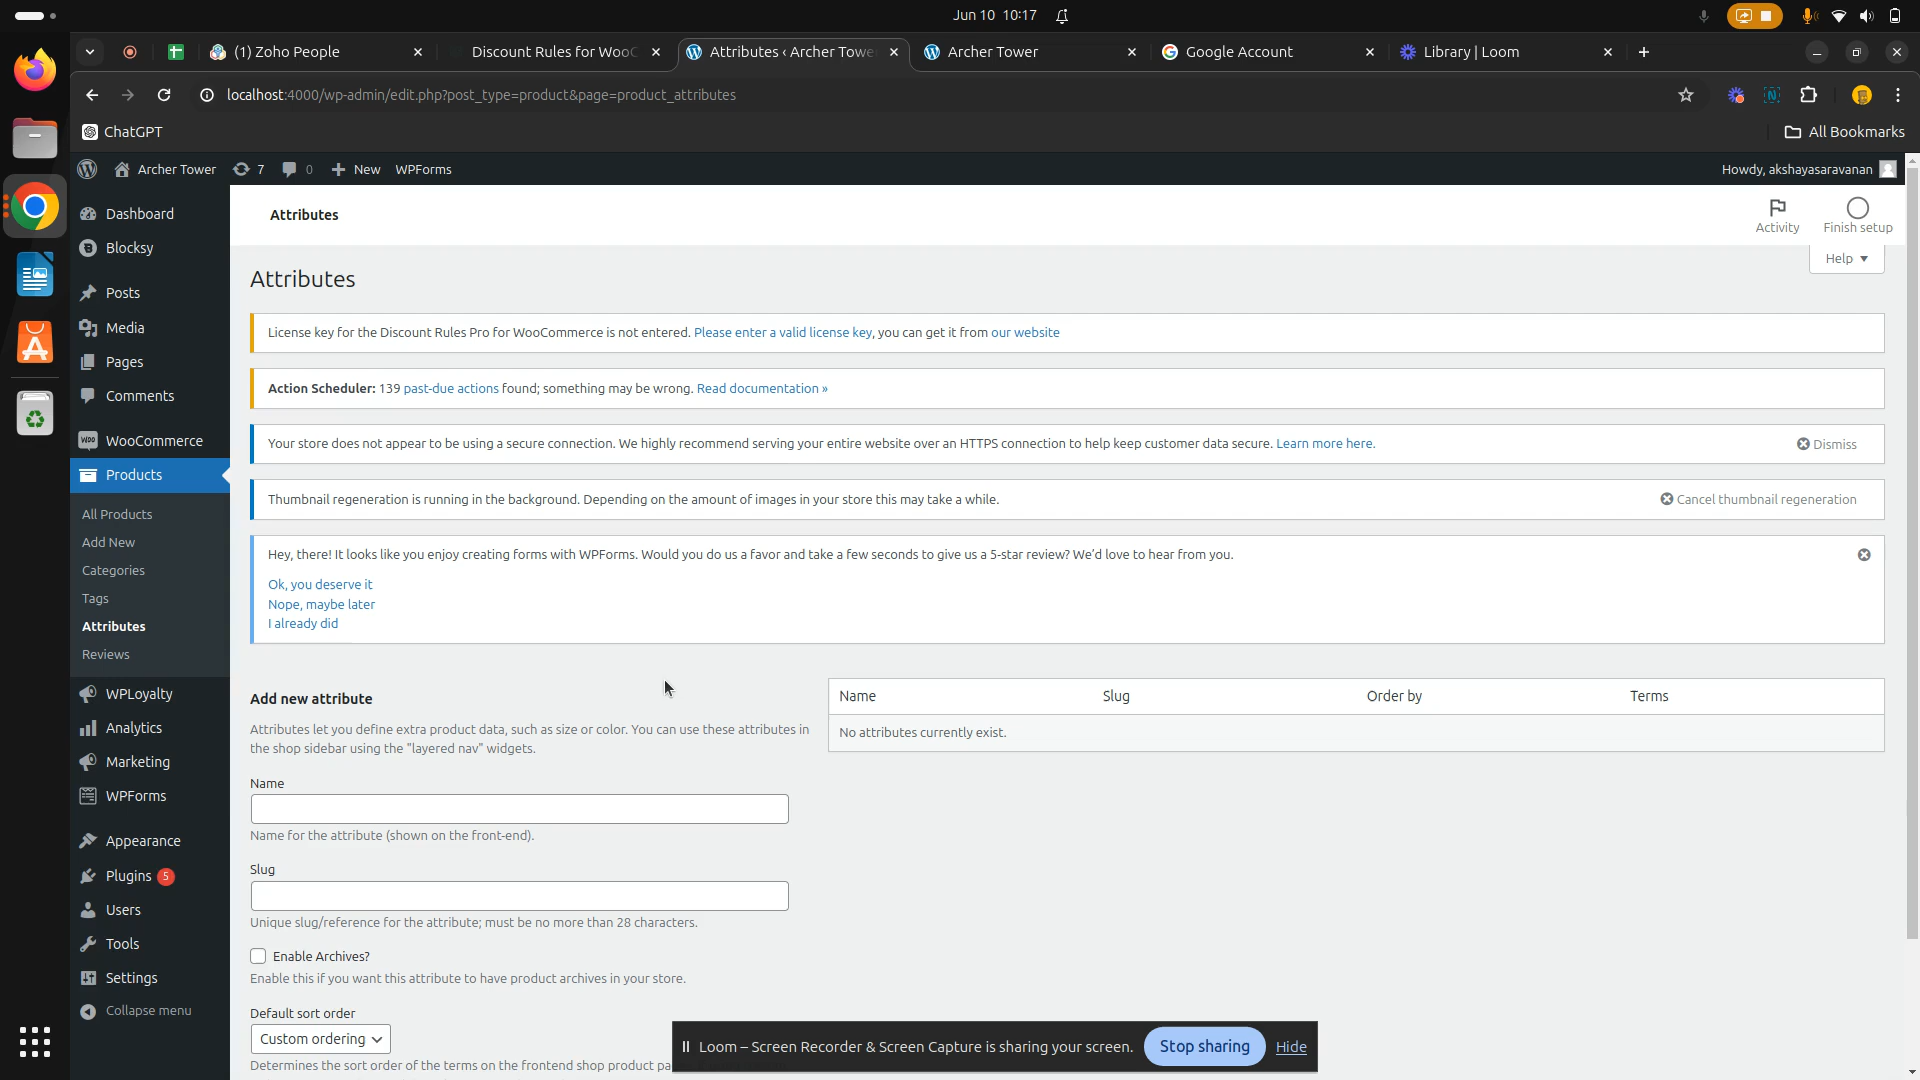 Jun 10 10:17
(1) Zoho People
Discount Rules for WooC
Attributes ‹ Archer Towe
Archer Tower
Google Account
Library | Loom
localhost:4000/wp-admin/edit.php?post_type=product&page=product_attributes
ChatGPT
All Bookmarks
Archer Tower
7
0
New
WPForms
Howdy, akshayasaravanan
Dashboard
Blocksy
Posts
Media
Pages
Comments
WooCommerce
Products
All Products
Add New
Categories
Tags
Attributes
Reviews
WPLoyalty
Analytics
Marketing
WPForms
Appearance
Plugins 5
Users
Tools
Settings
Collapse menu
Attributes
Activity
Finish setup
Help
Attributes
License key for the Discount Rules Pro for WooCommerce is not entered. Please enter a valid license key, you can get it from our website
Action Scheduler: 139 past-due actions found; something may be wrong. Read documentation »
Your store does not appear to be using a secure connection. We highly recommend serving your entire website over an HTTPS connection to help keep customer data secure. Learn more here.
Dismiss
Thumbnail regeneration is running in the background. Depending on the amount of images in your store this may take a while.
Cancel thumbnail regeneration
Hey, there! It looks like you enjoy creating forms with WPForms. Would you do us a favor and take a few seconds to give us a 5-star review? We'd love to hear from you.
Ok, you deserve it
Nope, maybe later
I already did
Add new attribute
Attributes let you define extra product data, such as size or color. You can use these attributes in
the shop sidebar using the "layered nav" widgets.
Name
Name for the attribute (shown on the front-end).
Slug
Unique slug/reference for the attribute; must be no more than 28 characters.
Enable Archives?
Enable this if you want this attribute to have product archives in your store.
Default sort order
Custom ordering
Determines the sort order of the terms on the frontend shop product pa
Name Slug Order by Terms
No attributes currently exist.
Loom – Screen Recorder & Screen Capture is sharing your screen.
Stop sharing
Hide